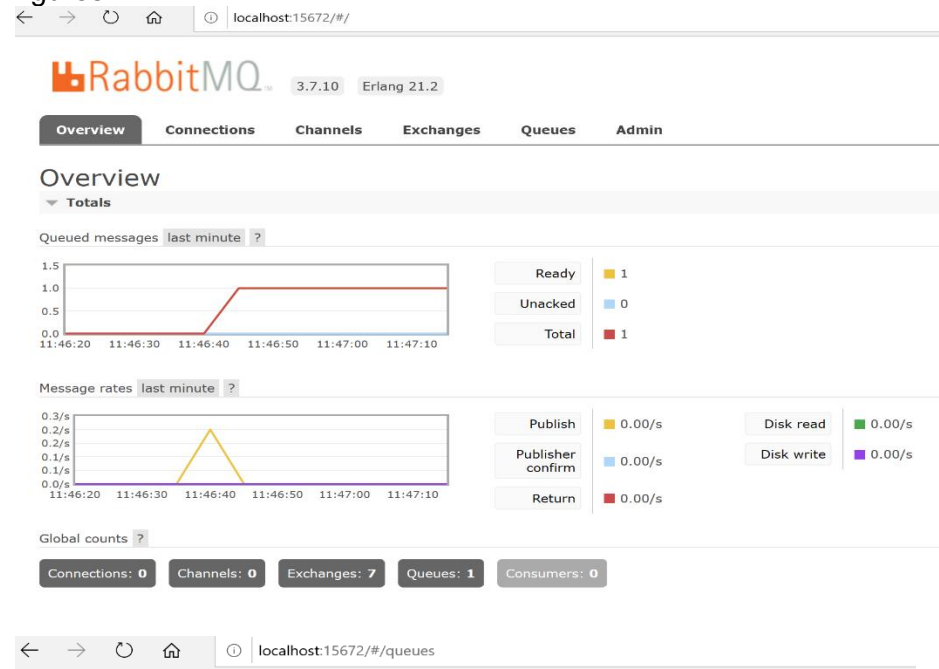 localhost:15672/#/
RabbitMQ™ 3.7.10 Erlang 21.2
Overview Connections Channels Exchanges Queues Admin
Overview
Totals
Queued messages last minute ?
1.5
1.0
0.5
0.0
11:46:20 11:46:30 11:46:40 11:46:50 11:47:00 11:47:10
Ready 1
Unacked 0
Total 1
Message rates last minute ?
0.3/s
0.2/s
0.2/s
0.1/s
0.1/s
0.0/s
11:46:20 11:46:30 11:46:40 11:46:50 11:47:00 11:47:10
Publish 0.00/s
Publisher
confirm 0.00/s
Return 0.00/s
Disk read 0.00/s
Disk write 0.00/s
Global counts ?
Connections: 0 Channels: 0 Exchanges: 7 Queues: 1 Consumers: 0
localhost:15672/#/queues